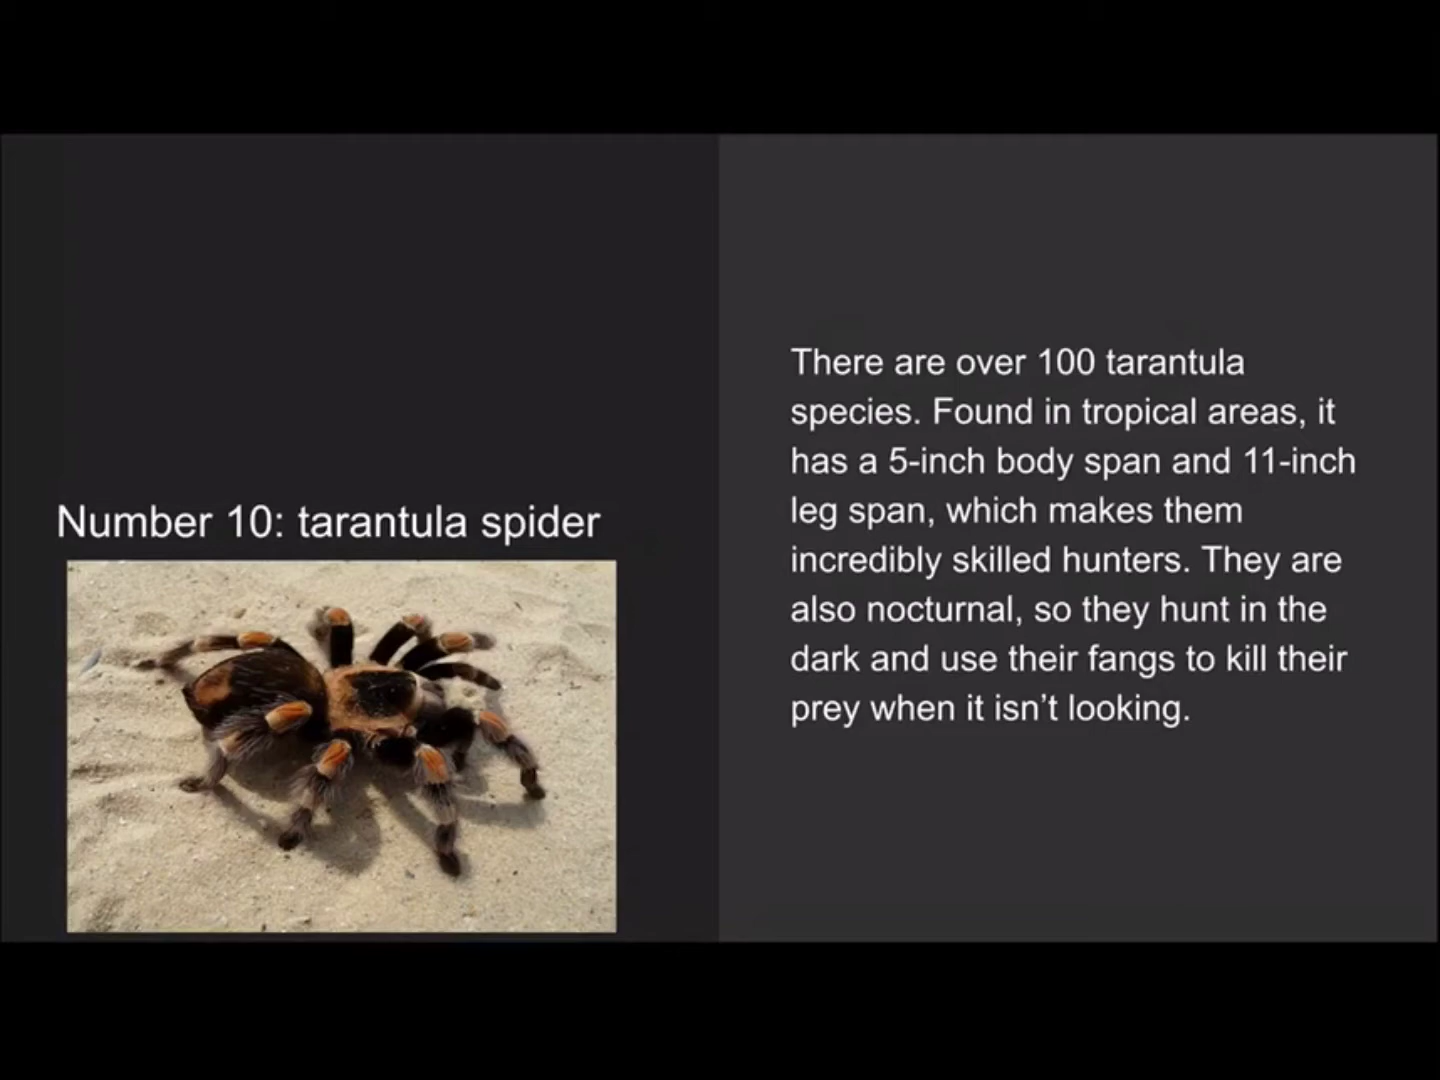 Number 10: tarantula spider
There are over 100 tarantula
species. Found in tropical areas, it
has a 5-inch body span and 11-inch
leg span, which makes them
incredibly skilled hunters. They are
also nocturnal, so they hunt in the
dark and use their fangs to kill their
prey when it isn’t looking.